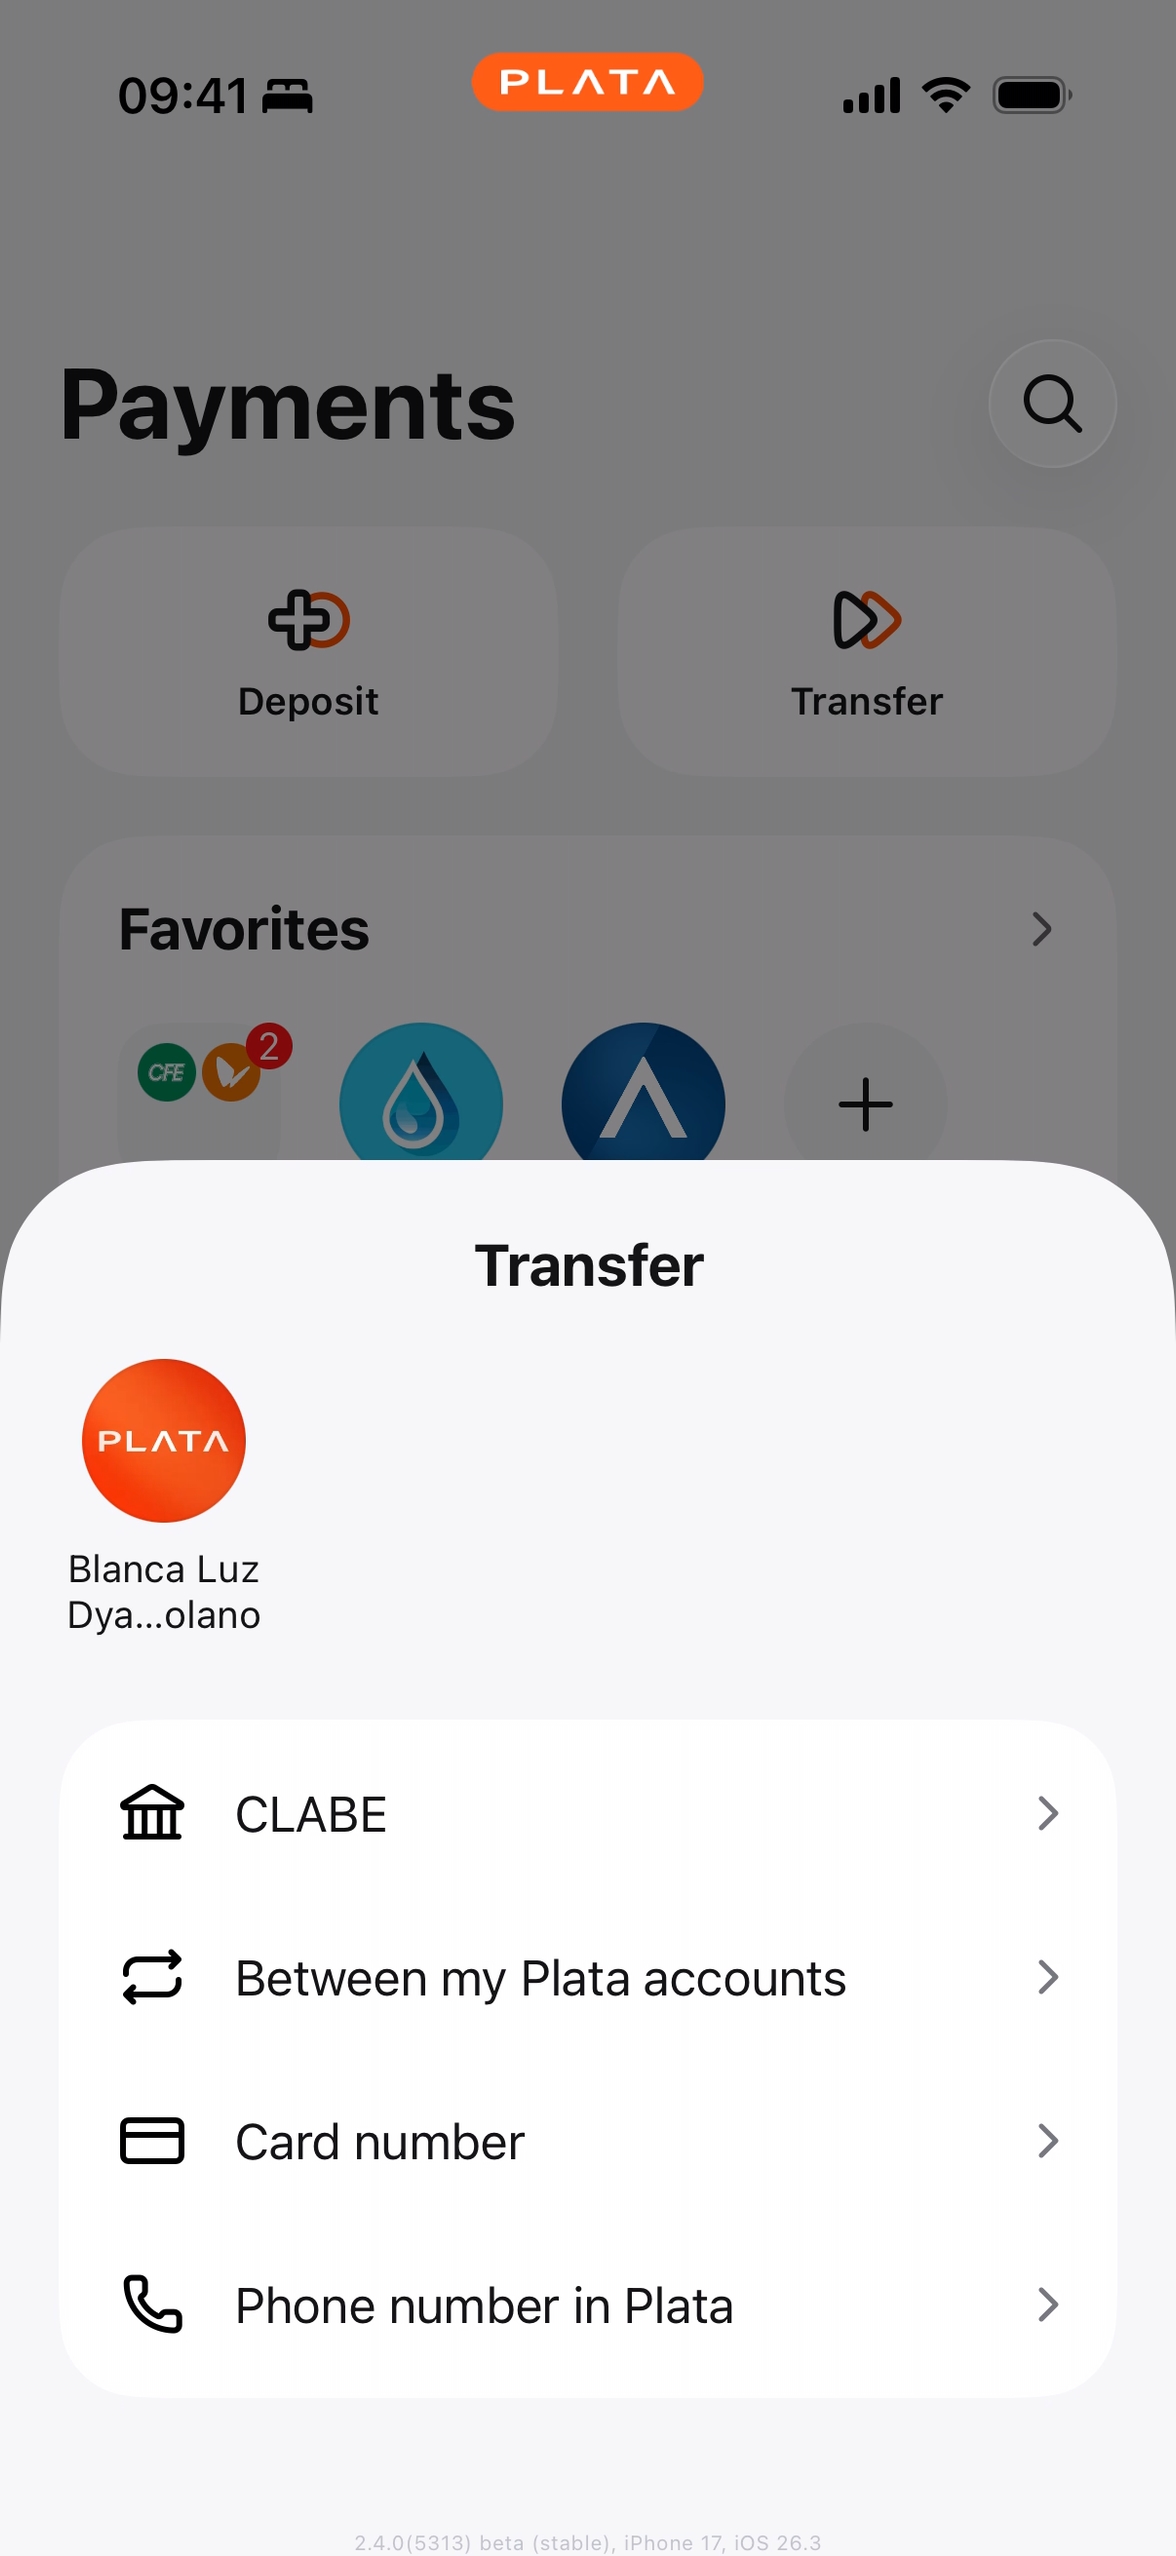 09:41
PLATA
Payments
Deposit
Transfer
Favorites
CFE
2
Transfer
PLATA
Blanca Luz
Dya...olano
CLABE
Between my Plata accounts
Card number
Phone number in Plata
2.4.0(5313) beta (stable), iPhone 17, iOS 26.3